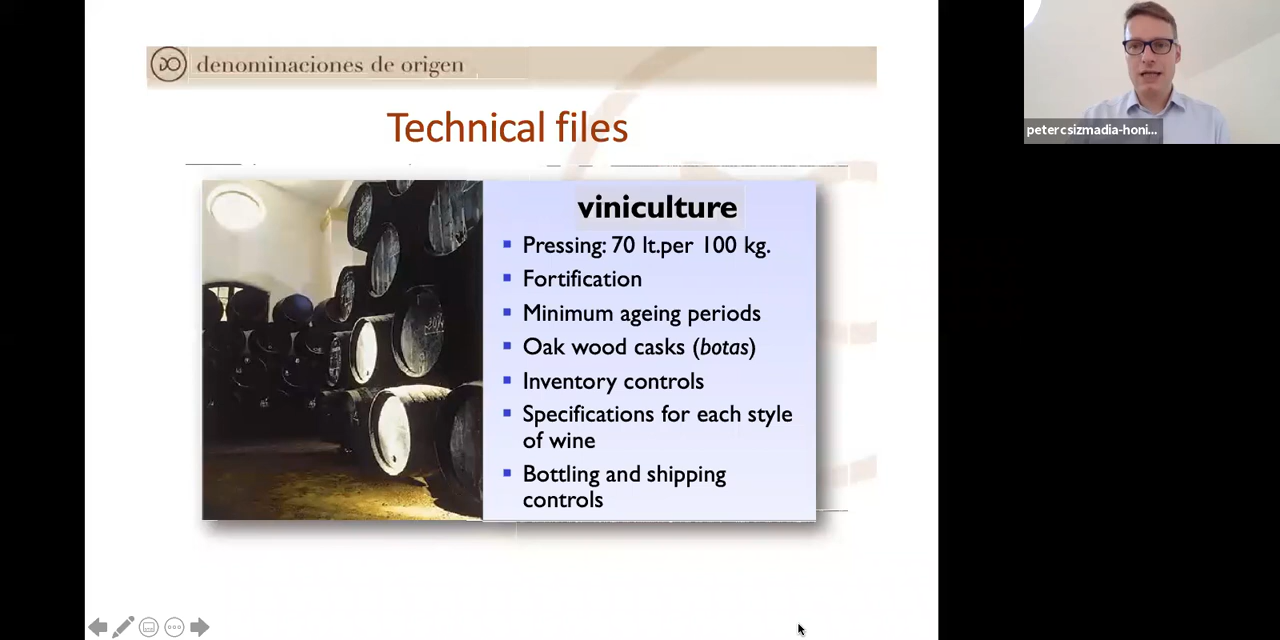 denominaciones de origen
Technical files
viniculture
Pressing: 70 lt.per 100 kg.
Fortification
Minimum ageing periods
Oak wood casks (botas)
Inventory controls
Specifications for each style
of wine
Bottling and shipping
controls
petercsizmadia-honi...